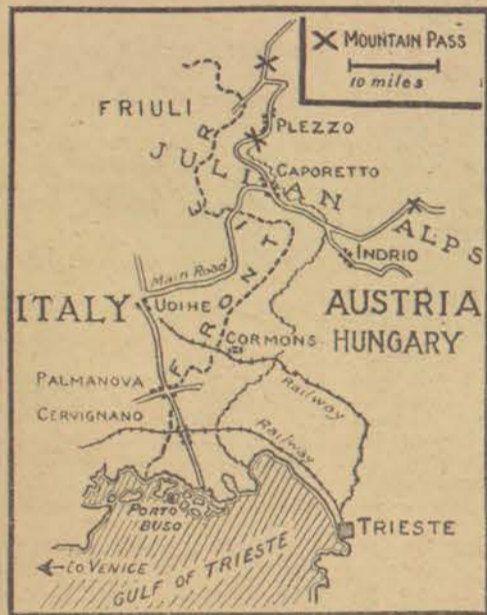 X MOUNTAIN PASS
10 miles
FRIULI
PLEZZO
JULIAN ALPS
CAPORETTO
INDRIO
FRONTIER
Main Road
ITALY
UDIHE
AUSTRIA
HUNGARY
CORMONS
PALMANOVA
Railway
CERVIGNANO
Railway
PORTO
BUSO
TRIESTE
←to VENICE
GULF OF TRIESTE